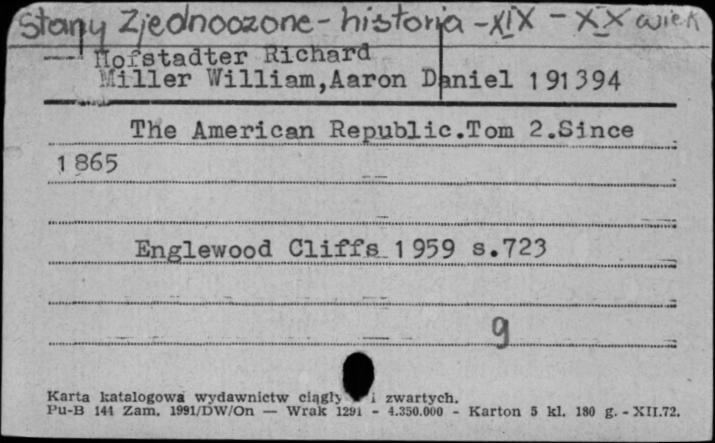 Stany Zjednoczone - historja - XIX - XX wiek
Hofstadter Richard
Miller William,Aaron Daniel 191394
The American Republic.Tom 2.Since
1865
Englewood Cliffs 1959 s.723
9
Karta katalogowa wydawnictw ciągły i zwartych.
Pu-B 144 Zam. 1991/DW/On — Wrak 1291 - 4.350.000 - Karton 5 kl. 180 g. - XII.72.